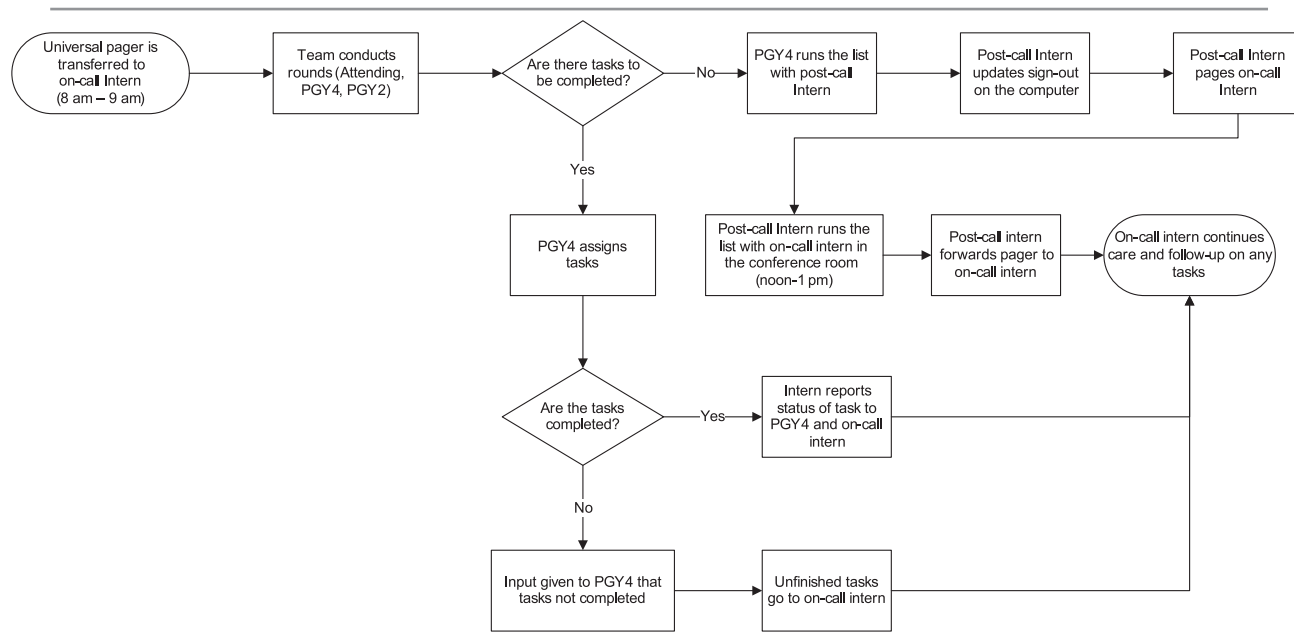 Universal pager is
transferred to
on-call Intern
(8 am – 9 am)
Team conducts
rounds (Attending,
PGY4, PGY2)
Are there tasks to
be completed?
No
PGY4 runs the list
with post-call
Intern
Post-call Intern
updates sign-out
on the computer
Post-call Intern
pages on-call
Intern
Yes
PGY4 assigns
tasks
Post-call Intern runs the
list with on-call intern in
the conference room
(noon-1 pm)
Post-call intern
forwards pager to
on-call intern
On-call intern continues
care and follow-up on any
tasks
Are the tasks
completed?
Yes
Intern reports
status of task to
PGY4 and on-call
intern
No
Input given to PGY4 that
tasks not completed
Unfinished tasks
go to on-call intern